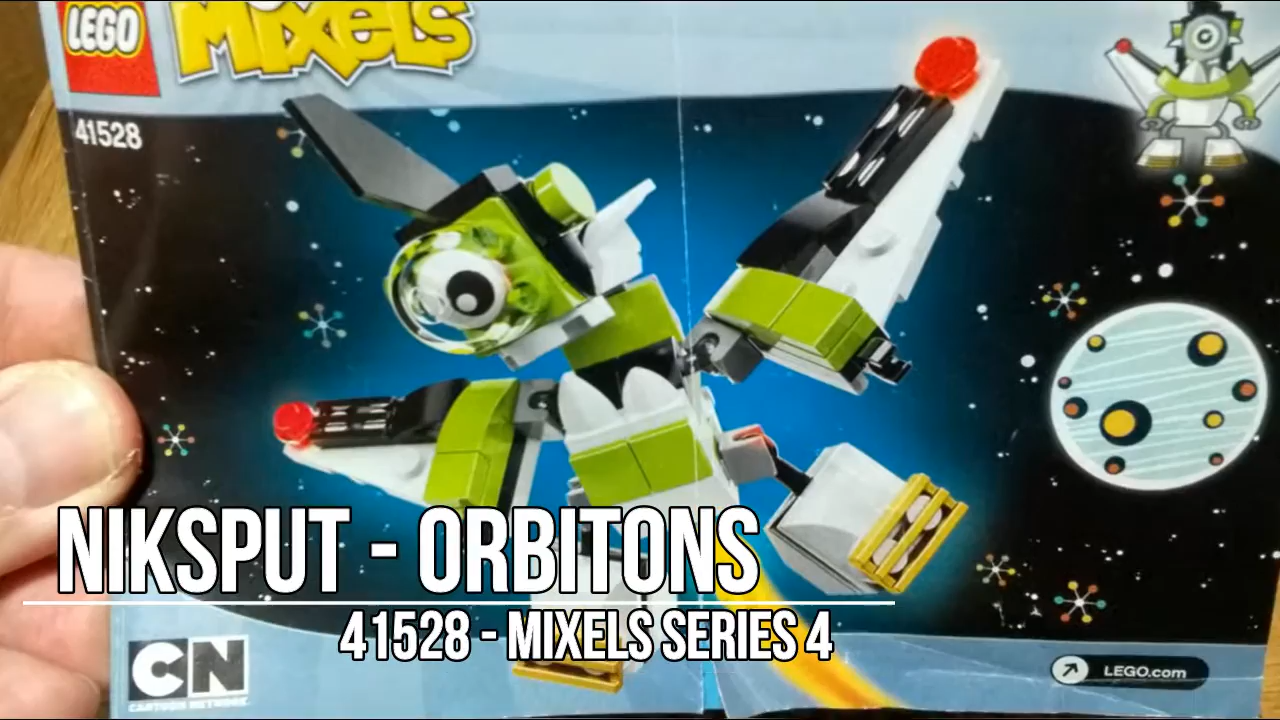 LEGO
MIXELS
41528
NIKSPUT - ORBITONS
41528 - MIXELS SERIES 4
CN
CARTOON NETWORK
LEGO.com